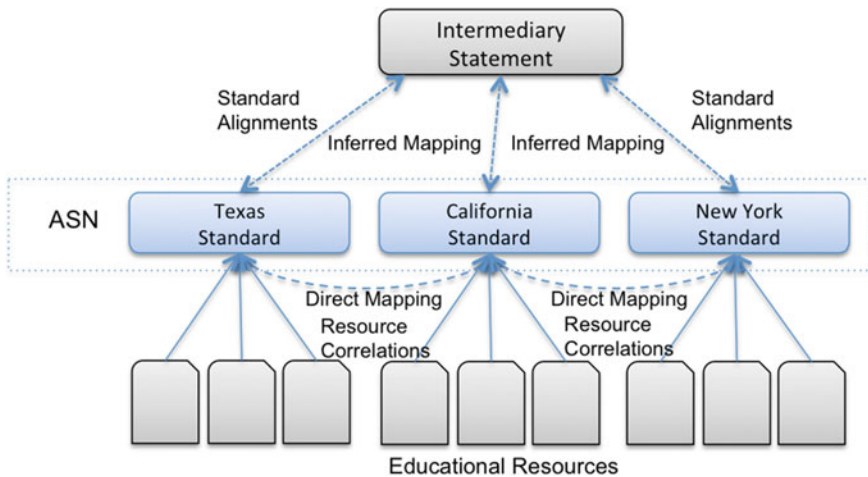 Intermediary
Statement
Standard
Alignments
Standard
Alignments
Inferred Mapping
Inferred Mapping
ASN
Texas
Standard
California
Standard
New York
Standard
Direct Mapping
Direct Mapping
Resource
Correlations
Resource
Correlations
Educational Resources